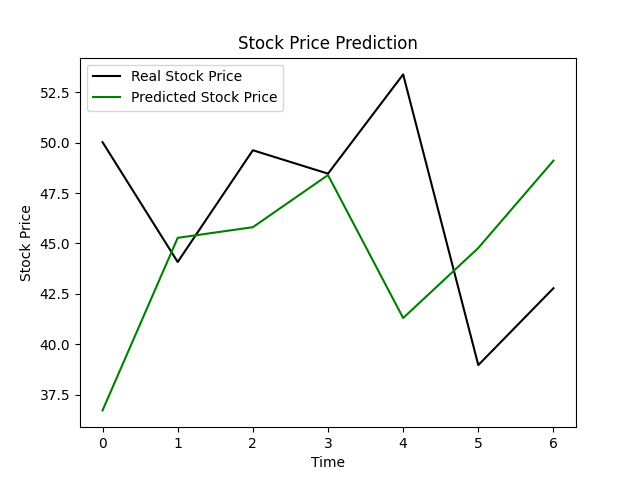 Stock Price Prediction
Real Stock Price
Predicted Stock Price
Stock Price
52.5
50.0
47.5
45.0
42.5
40.0
37.5
0 1 2 3 4 5 6
Time